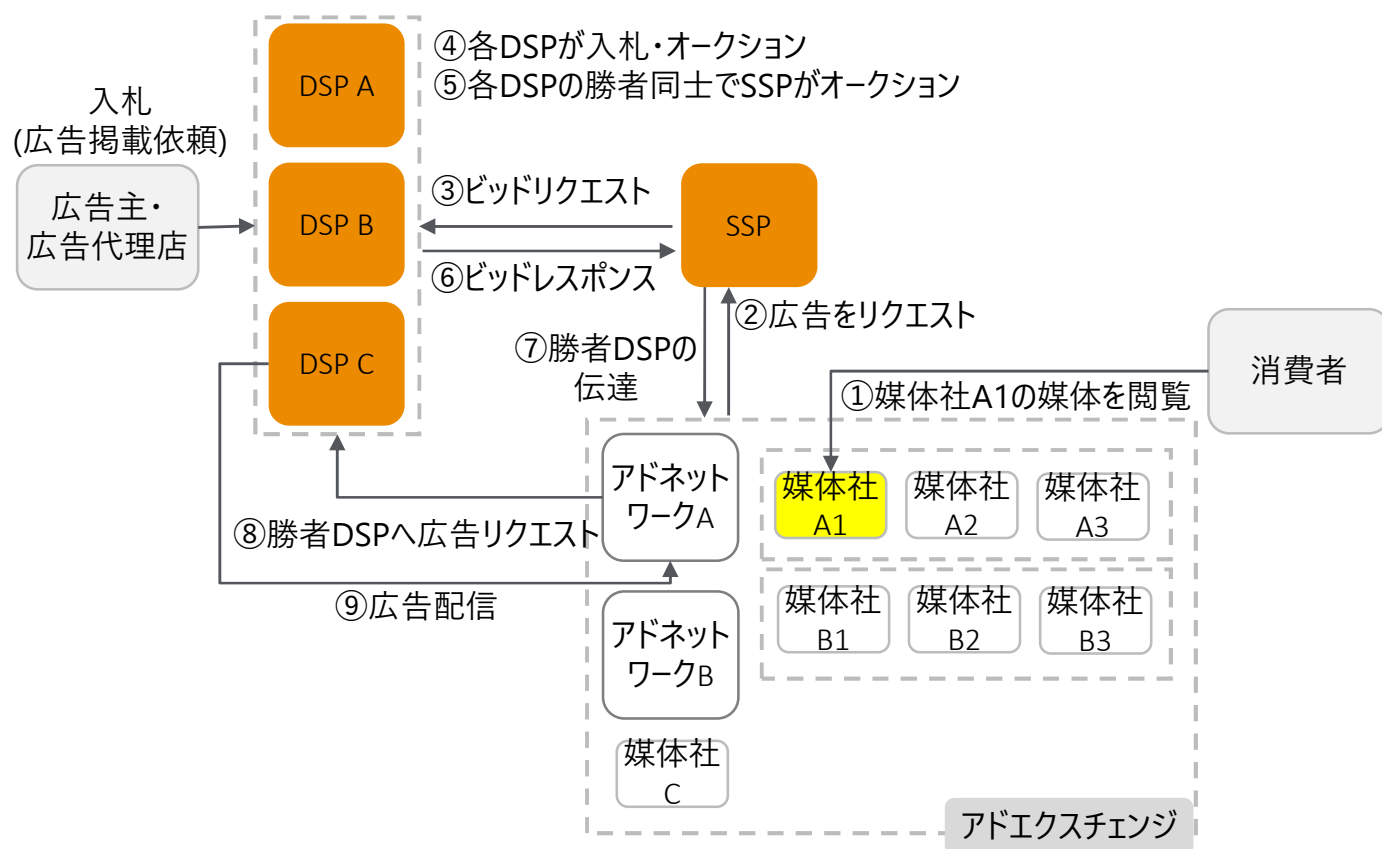 ④各DSPが入札・オークション
⑤各DSPの勝者同士でSSPがオークション
DSP A
入札
(広告掲載依頼)
広告主・
広告代理店
DSP B
③ビッドリクエスト
SSP
⑥ビッドレスポンス
②広告をリクエスト
DSP C
⑦勝者DSPの
伝達
消費者
①媒体社A1の媒体を閲覧
アドネット
ワークA
媒体社
A1
媒体社
A2
媒体社
A3
⑧勝者DSPへ広告リクエスト
⑨広告配信
アドネット
ワークB
媒体社
B1
媒体社
B2
媒体社
B3
媒体社
C
アドエクスチェンジ